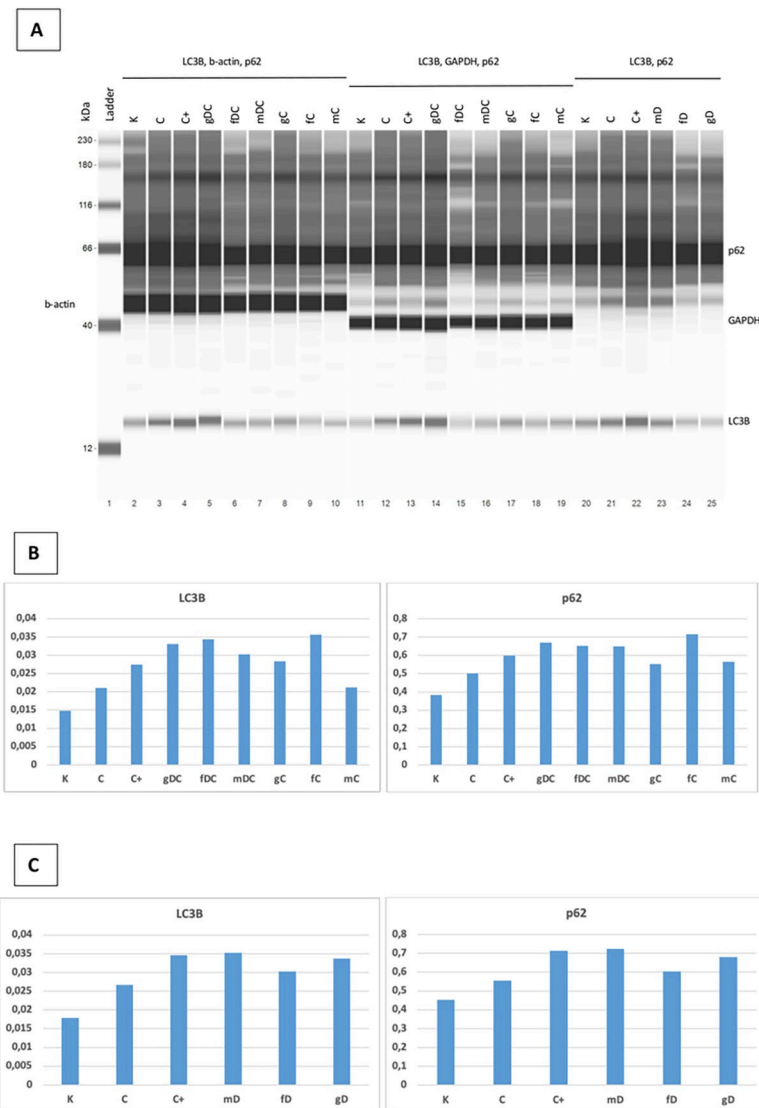 A
LC3B, b-actin, p62
LC3B, GAPDH, p62
LC3B, p62
kDa Ladder K C C+ gDC fDC mDC gC fC mC K C C+ gDC fDC mDC gC fC mC K C C+ mD fD gD
230
180
116
66
p62
b-actin
40
GAPDH
LC3B
12
1 2 3 4 5 6 7 8 9 10 11 12 13 14 15 16 17 18 19 20 21 22 23 24 25
B
LC3B
0,04
0,035
0,03
0,025
0,02
0,015
0,01
0,005
0
K C C+ gDC fDC mDC gC fC mC
p62
0,8
0,7
0,6
0,5
0,4
0,3
0,2
0,1
0
K C C+ gDC fDC mDC gC fC mC
C
LC3B
0,04
0,035
0,03
0,025
0,02
0,015
0,01
0,005
0
K C C+ mD fD gD
p62
0,8
0,7
0,6
0,5
0,4
0,3
0,2
0,1
0
K C C+ mD fD gD